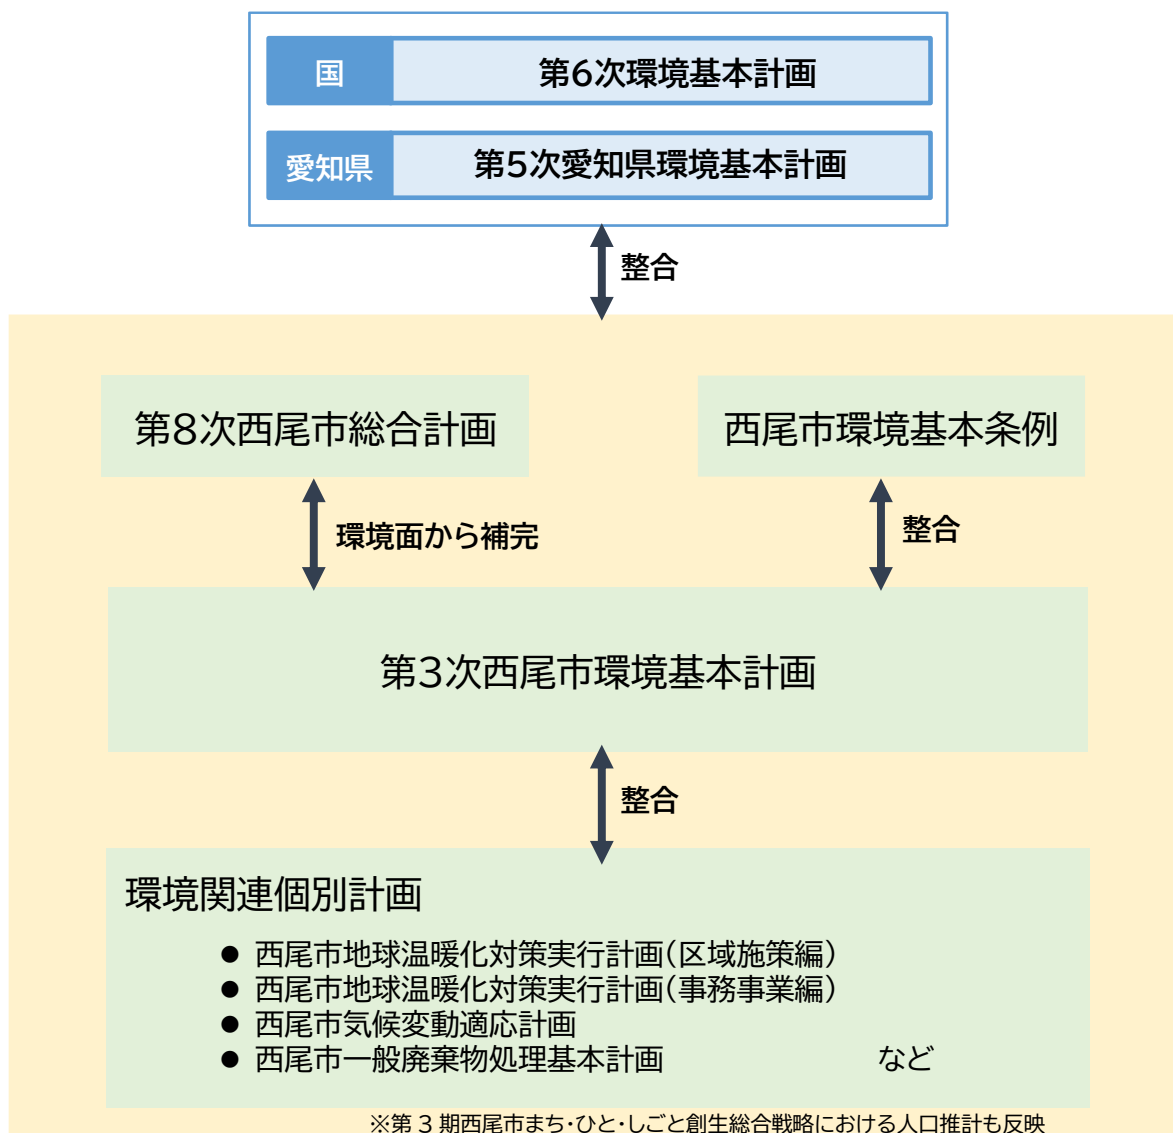 国 第6次環境基本計画
愛知県 第5次愛知県環境基本計画
整合
第8次西尾市総合計画 西尾市環境基本条例
環境面から補完 整合
第3次西尾市環境基本計画
整合
環境関連個別計画
● 西尾市地球温暖化対策実行計画(区域施策編)
● 西尾市地球温暖化対策実行計画(事務事業編)
● 西尾市気候変動適応計画
● 西尾市一般廃棄物処理基本計画 など
※第 3 期西尾市まち・ひと・しごと創生総合戦略における人口推計も反映